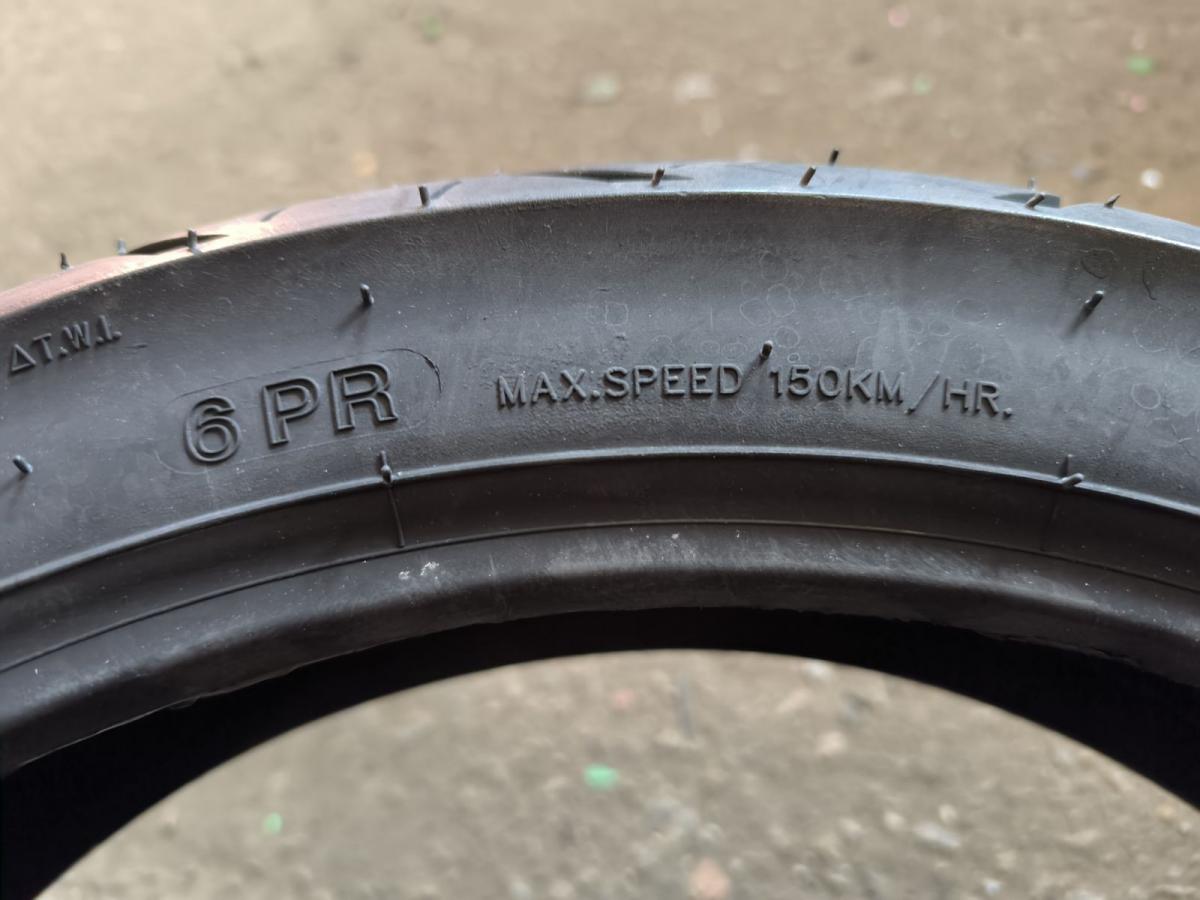 ΔT.W.I.
6 PR
MAX.SPEED 150KM/HR.